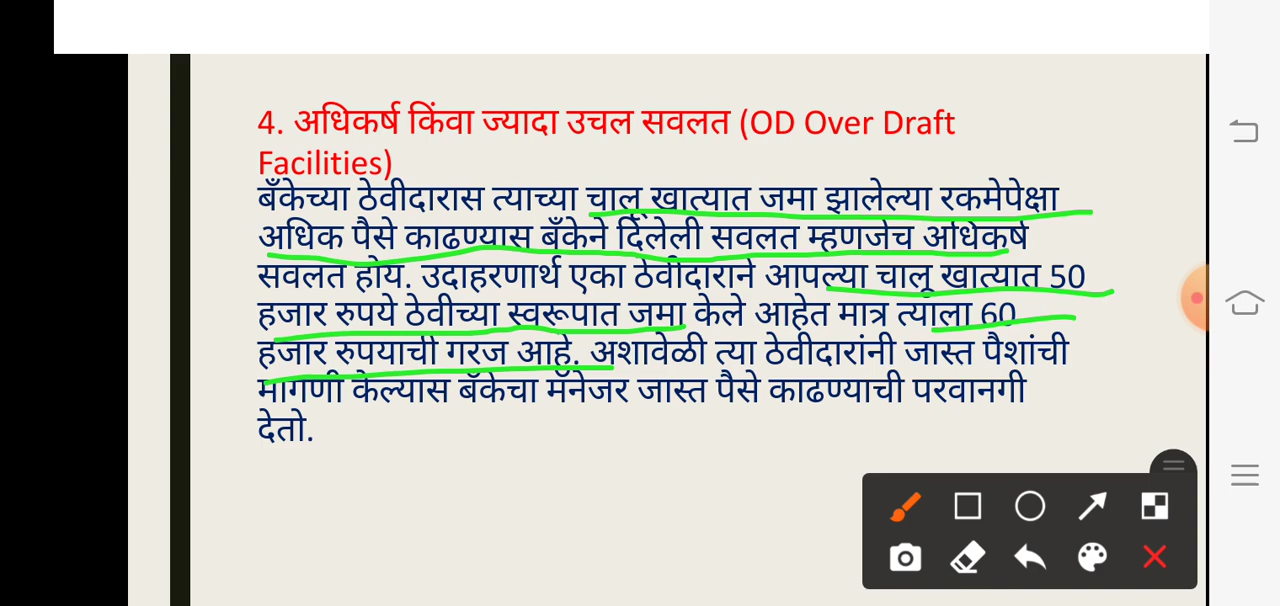 4. अधिकर्ष किंवा ज्यादा उचल सवलत (OD Over Draft
Facilities)
बँकेच्या ठेवीदारास त्याच्या चालू खात्यात जमा झालेल्या रकमेपेक्षा
अधिक पैसे काढण्यास बँकेने दिलेली सवलत म्हणजेच अधिकर्ष
सवलत होय. उदाहरणार्थ एका ठेवीदाराने आपल्या चालू खात्यात 50
हजार रुपये ठेवीच्या स्वरूपात जमा केले आहेत मात्र त्याला 60
हजार रुपयाची गरज आहे. अशावेळी त्या ठेवीदारांनी जास्त पैशांची
मागणी केल्यास बँकेचा मॅनेजर जास्त पैसे काढण्याची परवानगी
देतो.